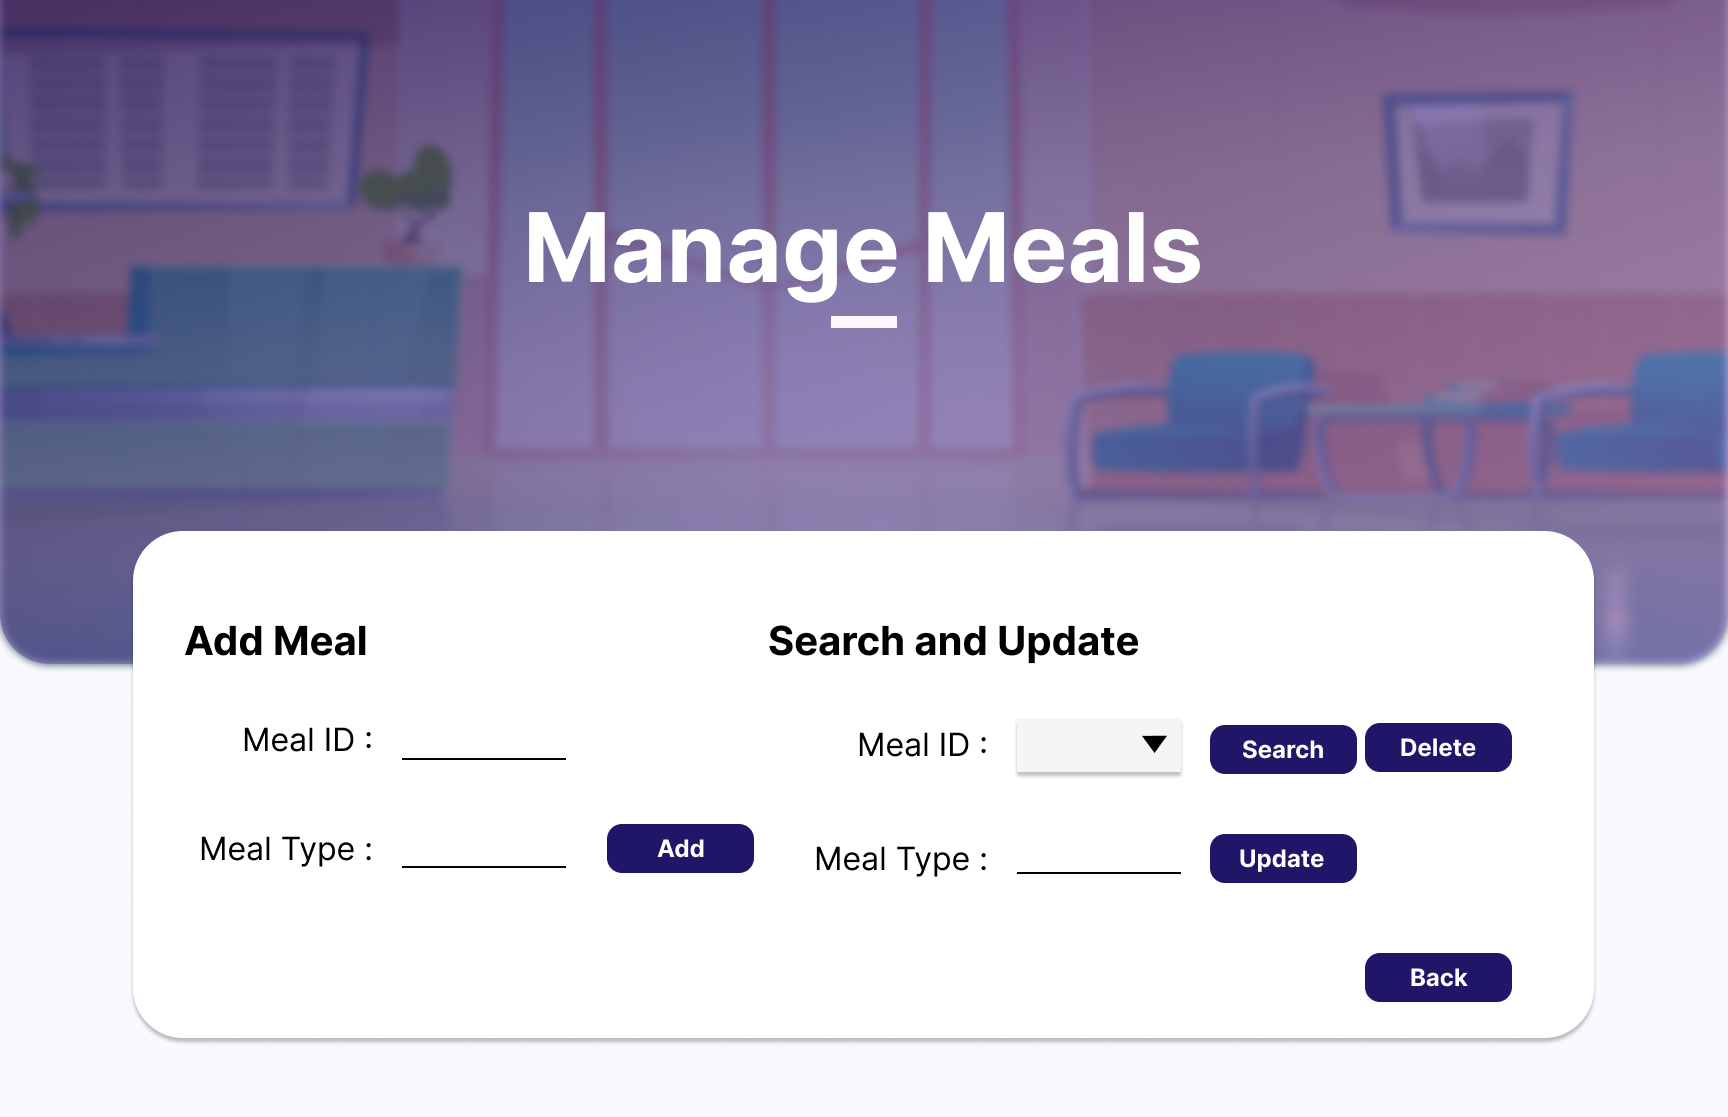 Manage Meals
Add Meal
Meal ID :
Meal Type :
Add
Search and Update
Meal ID :
Search
Delete
Meal Type :
Update
Back